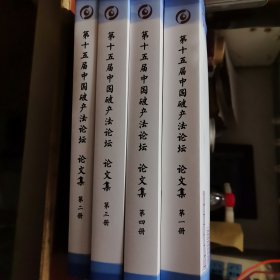 第十五届中国破产法论坛 论文集 第二册
第十五届中国破产法论坛 论文集 第三册
第十五届中国破产法论坛 论文集 第四册
第十五届中国破产法论坛 论文集 第一册